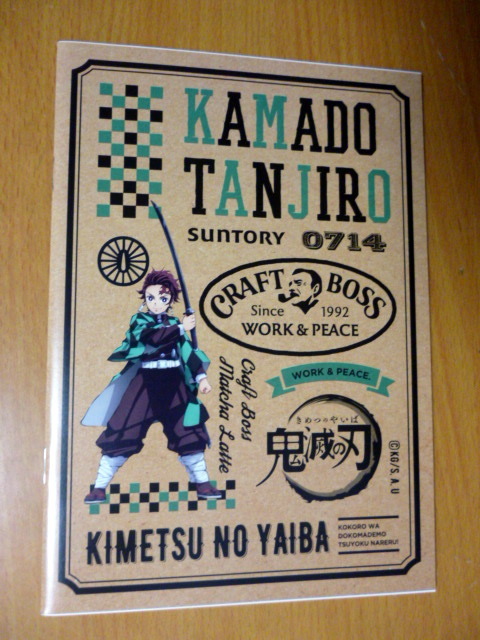 KAMADO
TANJIRO
SUNTORY 0714
CRAFT BOSS
Since 1992
WORK & PEACE
Craft Boss
Matcha Latte
WORK & PEACE.
きめつのやいば
鬼滅の刃
©KG/S,A,U
KIMETSU NO YAIBA
KOKORO WA
DOKOMADEMO
TSUYOKU NARERU!